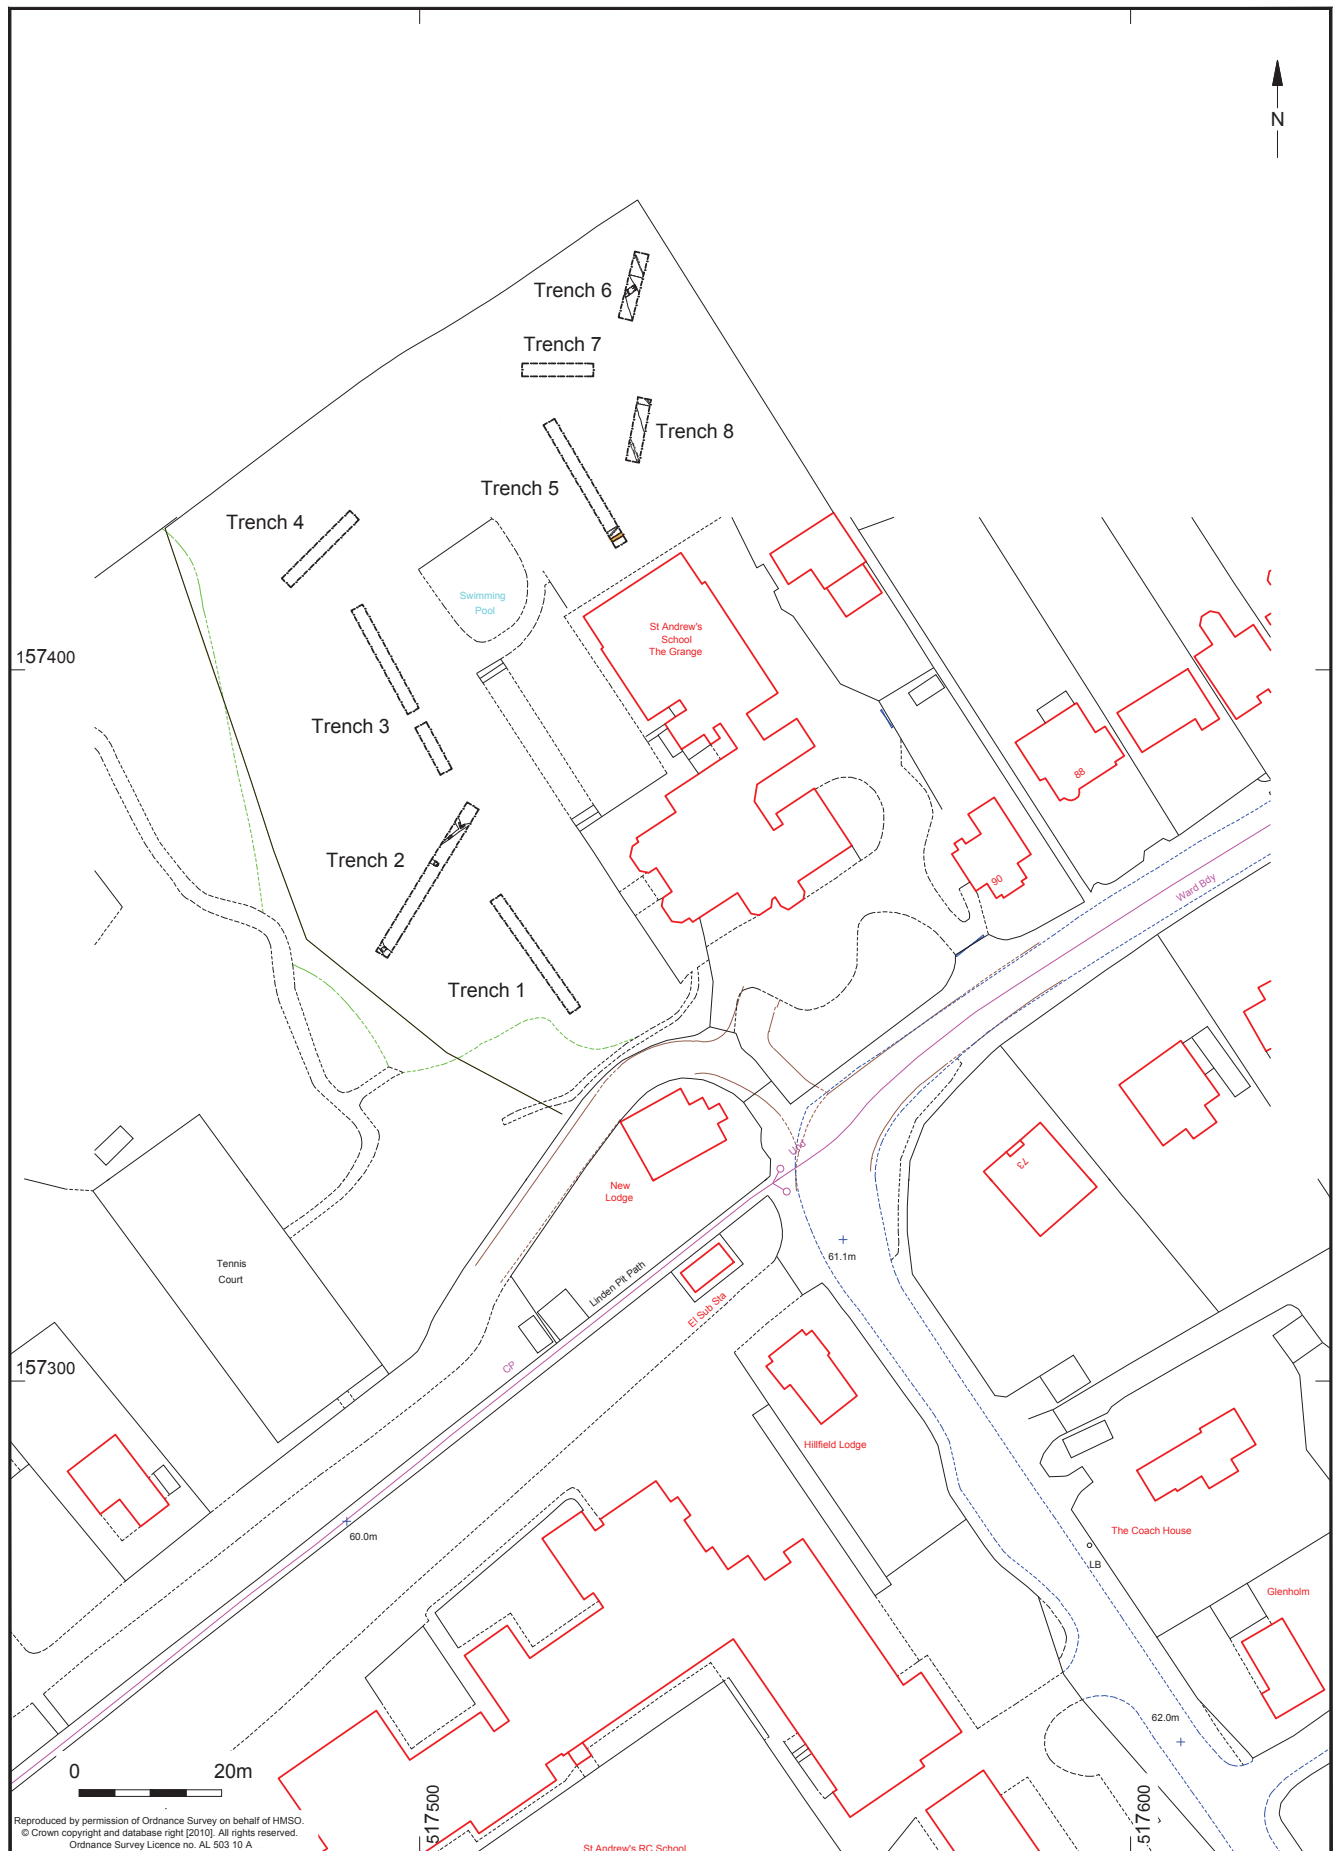 N
Trench 6
Trench 7
Trench 8
Trench 5
Trench 4
Swimming
Pool
St Andrew's
School
The Grange
157400
Trench 3
88
Trench 2
90
Ward Bdy
Trench 1
Und
73
New
Lodge
61.1m
Tennis
Court
Linden Pit Path
El Sub Sta
CP
157300
Hillfield Lodge
60.0m
The Coach House
LB
Glenholm
62.0m
0 20m
517500
517600
Reproduced by permission of Ordnance Survey on behalf of HMSO.
© Crown copyright and database right [2010]. All rights reserved.
Ordnance Survey Licence no. AL 503 10 A
St Andrew's RC School